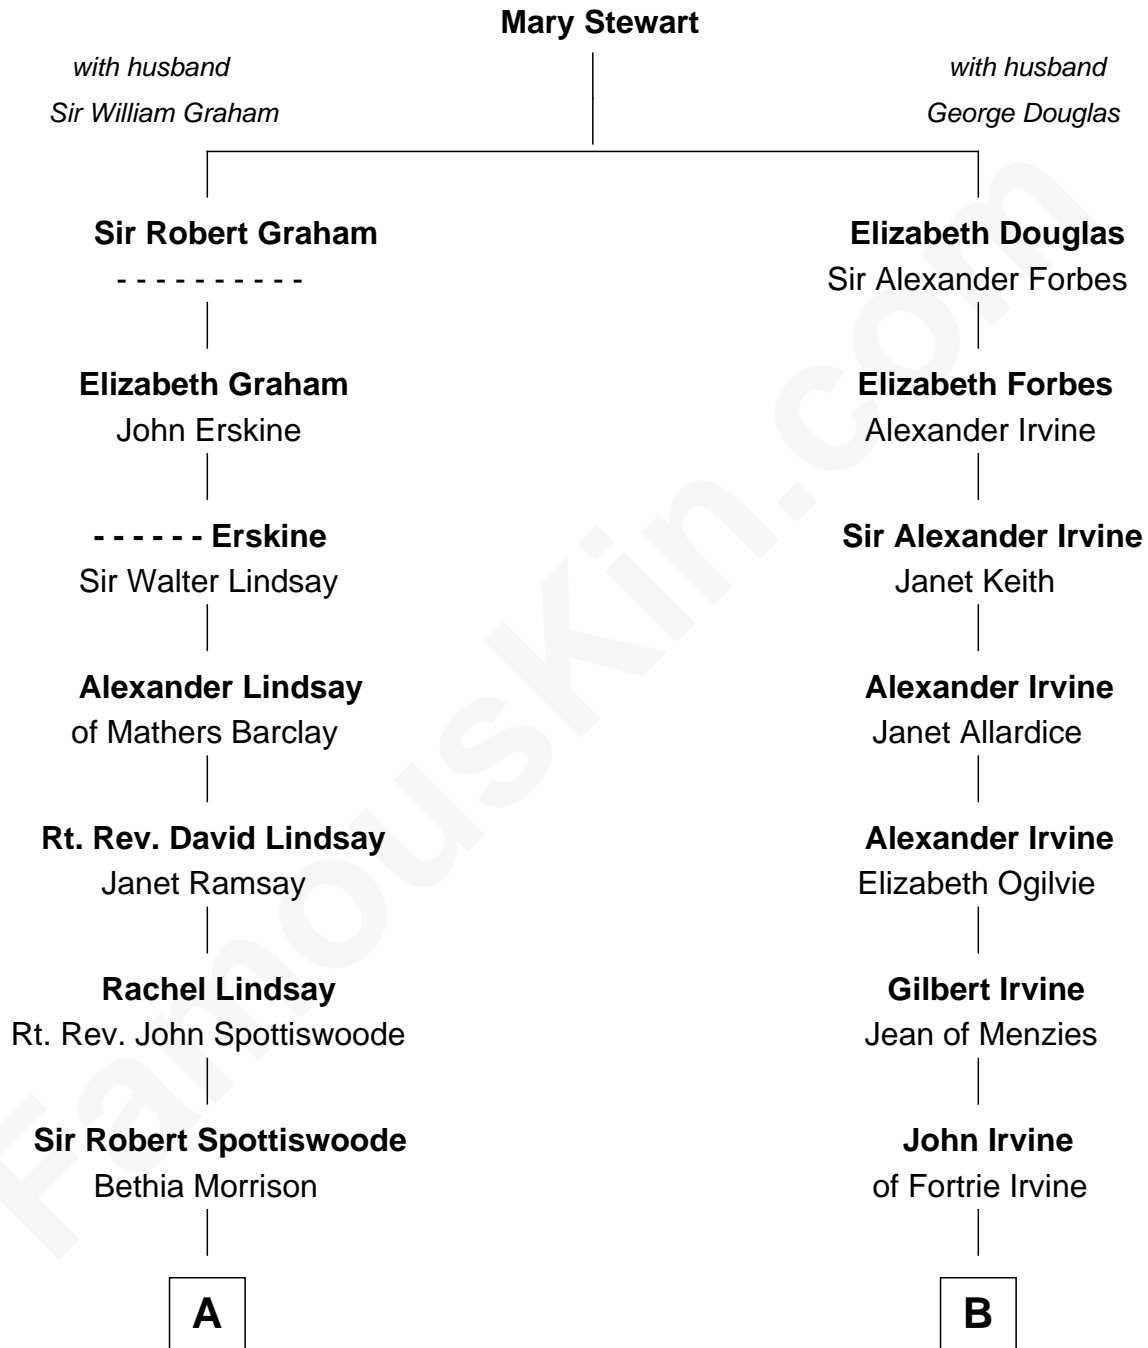 Mary Stewart
with husband
Sir William Graham
with husband
George Douglas
Sir Robert Graham
- - - - - - - - - -
Elizabeth Douglas
Sir Alexander Forbes
Elizabeth Graham
John Erskine
Elizabeth Forbes
Alexander Irvine
- - - - - - Erskine
Sir Walter Lindsay
Sir Alexander Irvine
Janet Keith
Alexander Lindsay
of Mathers Barclay
Alexander Irvine
Janet Allardice
Rt. Rev. David Lindsay
Janet Ramsay
Alexander Irvine
Elizabeth Ogilvie
Rachel Lindsay
Rt. Rev. John Spottiswoode
Gilbert Irvine
Jean of Menzies
Sir Robert Spottiswoode
Bethia Morrison
John Irvine
of Fortrie Irvine
A
B
FamousKin.com